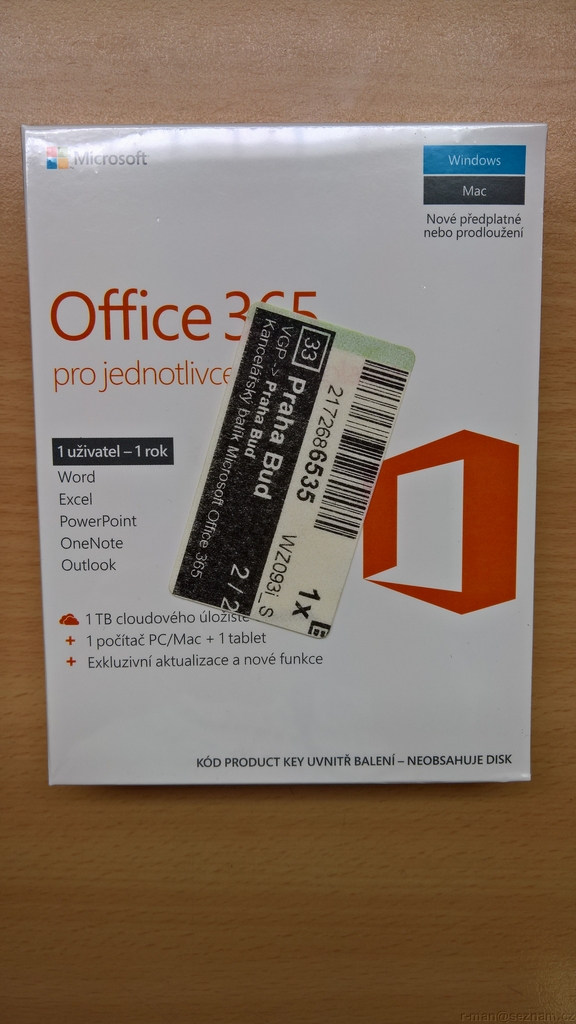 Microsoft
Windows
Mac
Nové předplatné
nebo prodloužení
Office 365
pro jednotlivce
1 uživatel – 1 rok
Word
Excel
PowerPoint
OneNote
Outlook
1 TB cloudového úložiště
+ 1 počítač PC/Mac + 1 tablet
+ Exkluzivní aktualizace a nové funkce
KÓD PRODUCT KEY UVNITŘ BALENÍ – NEOBSAHUJE DISK
2172686535
WZ093i_S
1x E
33 Praha Bud
VGP -> Praha Bud
Kancelářský balík Microsoft Office 365
2 / 2
r-man@seznam.cz